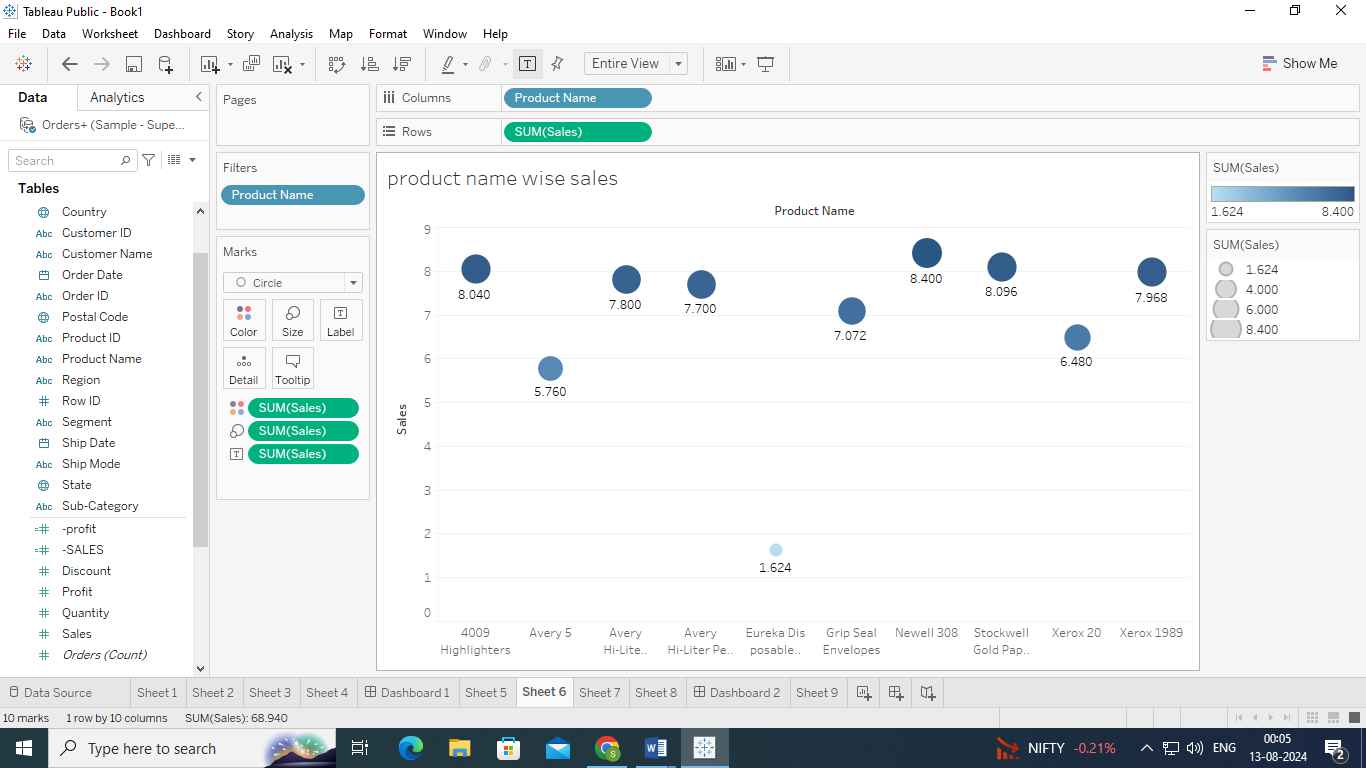 Tableau Public - Book1
File Data Worksheet Dashboard Story Analysis Map Format Window Help
Entire View
Show Me
Data Analytics
Orders+ (Sample - Supe...
Search
Tables
Country
Customer ID
Customer Name
Order Date
Order ID
Postal Code
Product ID
Product Name
Region
Row ID
Segment
Ship Date
Ship Mode
State
Sub-Category
-profit
-SALES
Discount
Profit
Quantity
Sales
Orders (Count)
Pages
Filters
Product Name
Marks
Circle
Color Size Label
Detail Tooltip
SUM(Sales)
SUM(Sales)
SUM(Sales)
Columns Product Name
Rows SUM(Sales)
product name wise sales
Product Name
Sales
9
8
7
6
5
4
3
2
1
0
8.040
5.760
7.800
7.700
1.624
7.072
8.400
8.096
6.480
7.968
4009 Highlighters
Avery 5
Avery Hi-Lite..
Avery Hi-Liter Pe..
Eureka Dis posable..
Grip Seal Envelopes
Newell 308
Stockwell Gold Pap..
Xerox 20
Xerox 1989
SUM(Sales)
1.624 8.400
SUM(Sales)
1.624
4.000
6.000
8.400
Data Source Sheet 1 Sheet 2 Sheet 3 Sheet 4 Dashboard 1 Sheet 5 Sheet 6 Sheet 7 Sheet 8 Dashboard 2 Sheet 9
10 marks 1 row by 10 columns SUM(Sales): 68.940
Type here to search
NIFTY -0.21%
ENG
00:05
13-08-2024
2